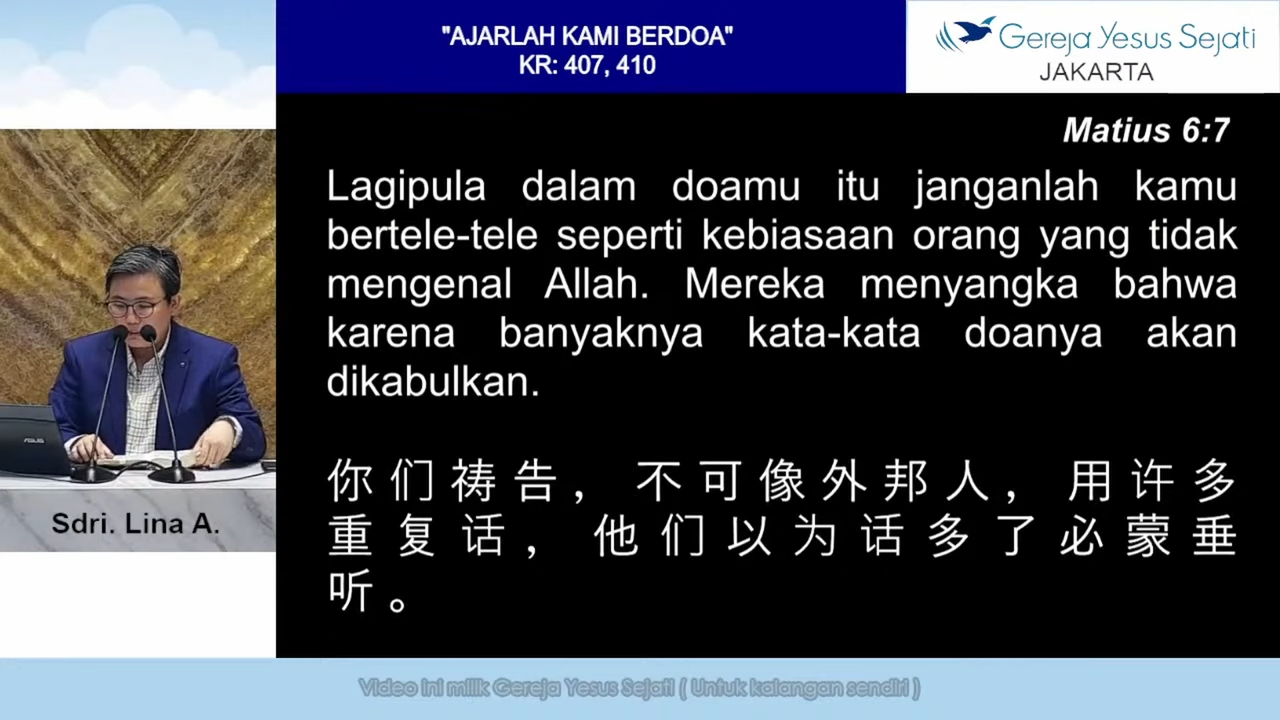 "AJARLAH KAMI BERDOA"
KR: 407, 410
Gereja Yesus Sejati
JAKARTA
Matius 6:7
Lagipula dalam doamu itu janganlah kamu
bertele-tele seperti kebiasaan orang yang tidak
mengenal Allah. Mereka menyangka bahwa
karena banyaknya kata-kata doanya akan
dikabulkan.
你们祷告，不可像外邦人，用许多
重复话，他们以为话多了必蒙垂
听。
ASUS
Sdri. Lina A.
Video ini milik Gereja Yesus Sejati ( Untuk kalangan sendiri )